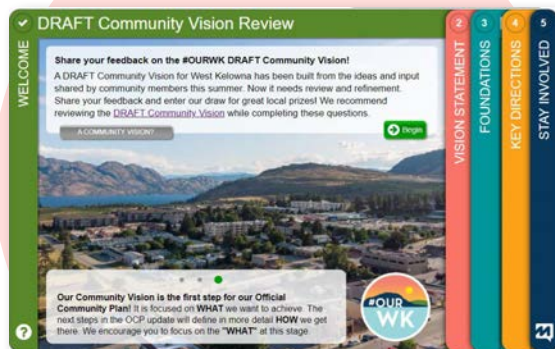 DRAFT Community Vision Review
WELCOME
Share your feedback on the #OURWK DRAFT Community Vision!
A DRAFT Community Vision for West Kelowna has been built from the ideas and input
shared by community members this summer. Now it needs review and refinement.
Share your feedback and enter our draw for great local prizes! We recommend
reviewing the DRAFT Community Vision while completing these questions.
A COMMUNITY VISION?
Begin
Our Community Vision is the first step for our Official
Community Plan! It is focused on WHAT we want to achieve. The
next steps in the OCP update will define in more detail HOW we get
there. We encourage you to focus on the "WHAT" at this stage.
#OUR
WK
?
2
VISION STATEMENT
3
FOUNDATIONS
4
KEY DIRECTIONS
5
STAY INVOLVED